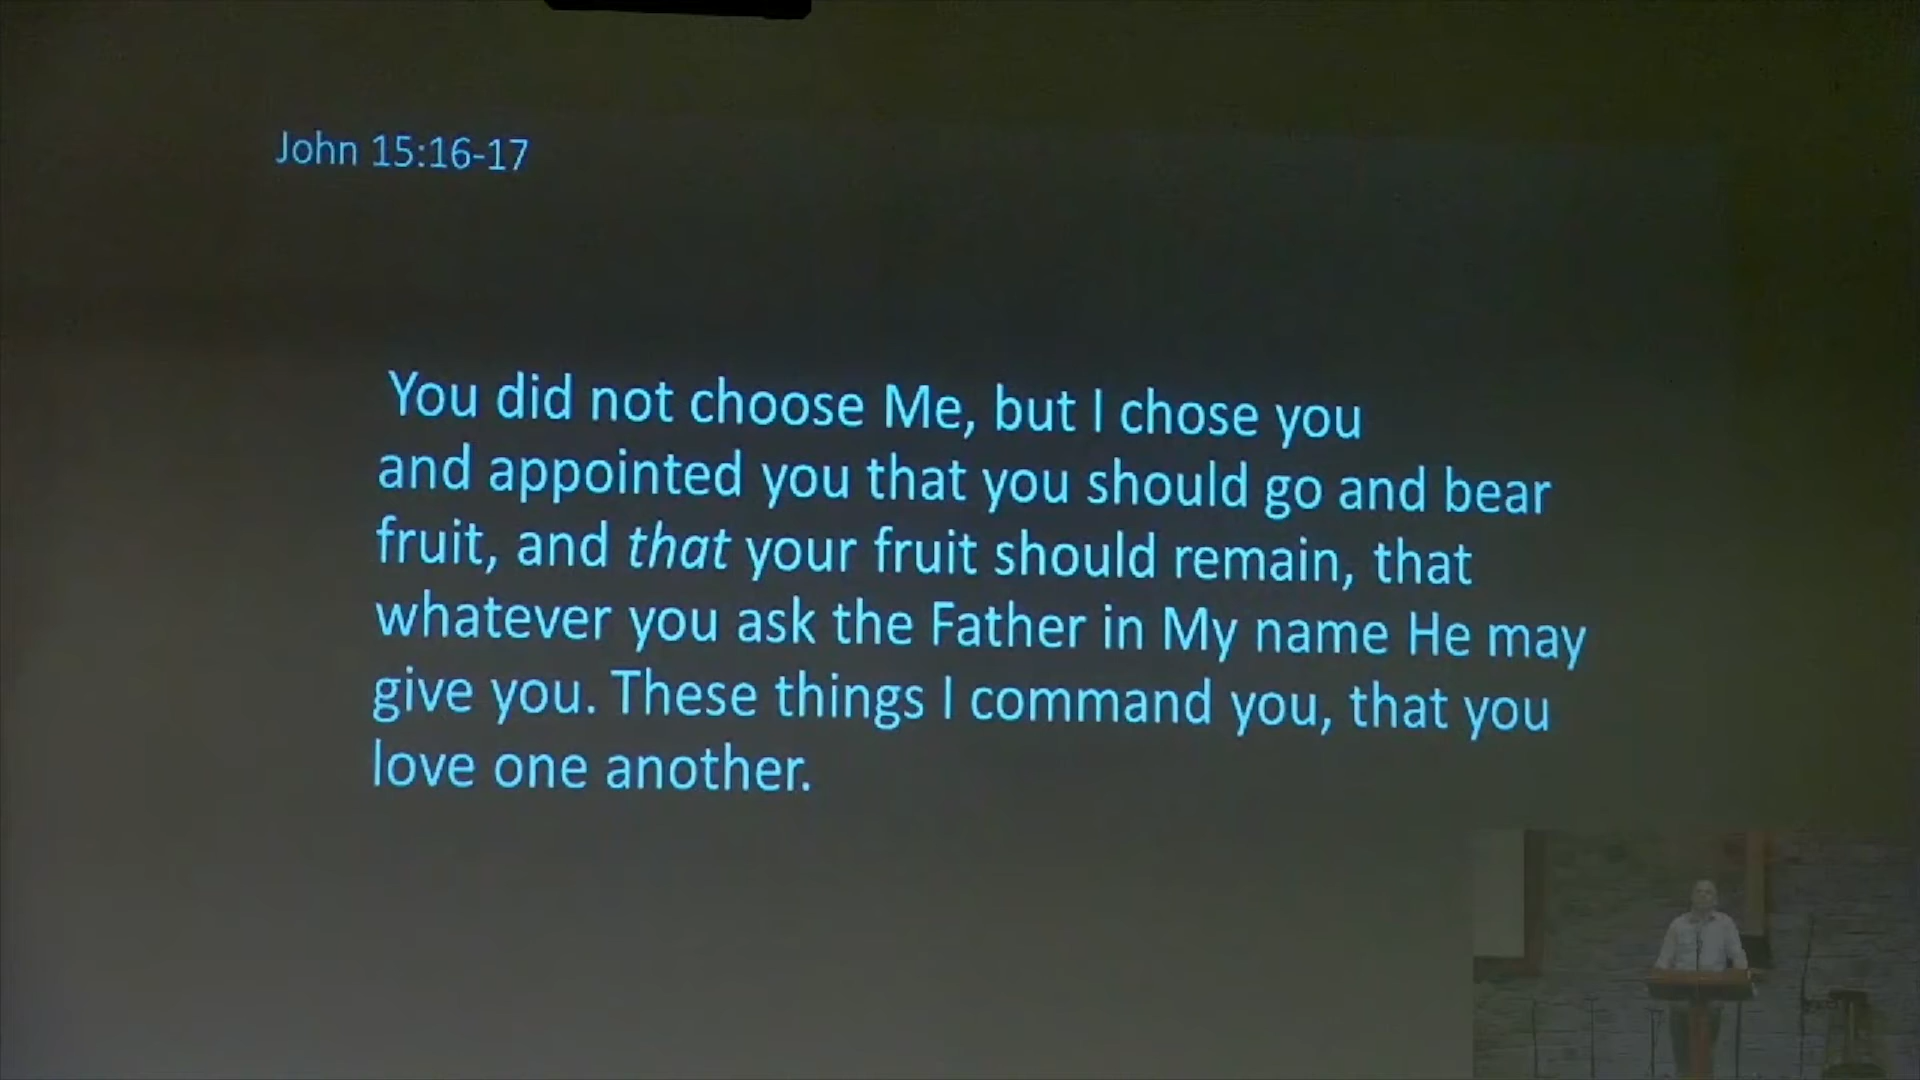 John 15:16-17
You did not choose Me, but I chose you
and appointed you that you should go and bear
fruit, and that your fruit should remain, that
whatever you ask the Father in My name He may
give you. These things I command you, that you
love one another.